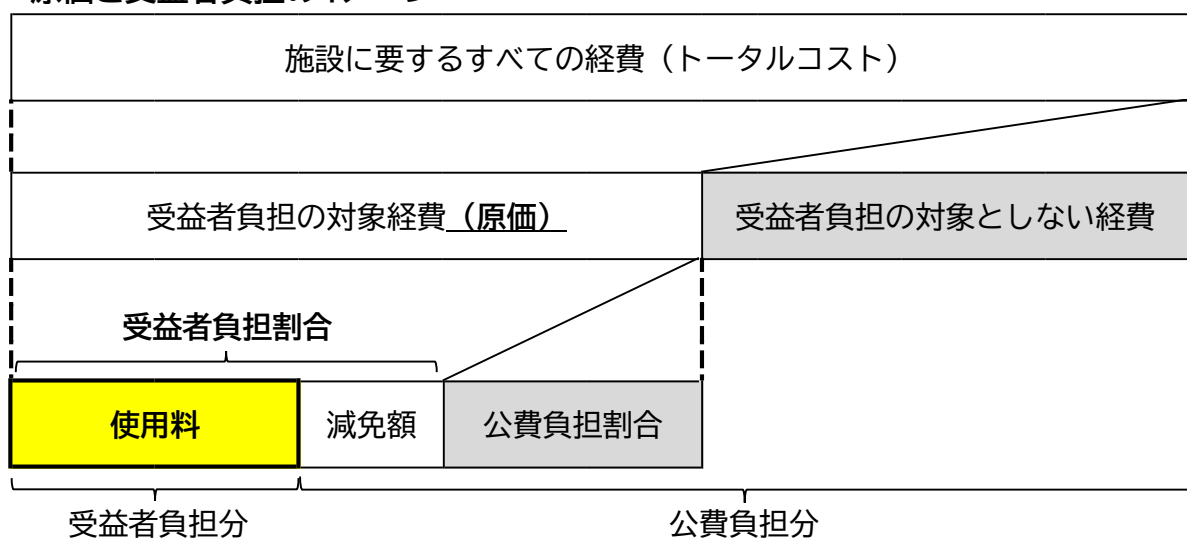 施設に要するすべての経費（トータルコスト）
受益者負担の対象経費（原価）
受益者負担の対象としない経費
受益者負担割合
使用料
減免額
公費負担割合
受益者負担分
公費負担分